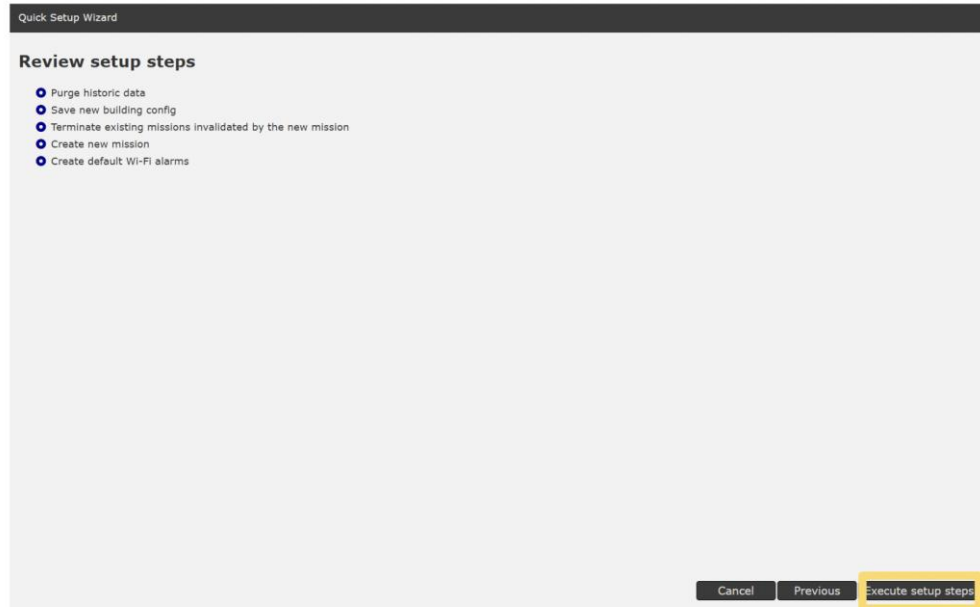 Quick Setup Wizard
Review setup steps
Purge historic data
Save new building config
Terminate existing missions invalidated by the new mission
Create new mission
Create default Wi-Fi alarms
Cancel Previous Execute setup steps